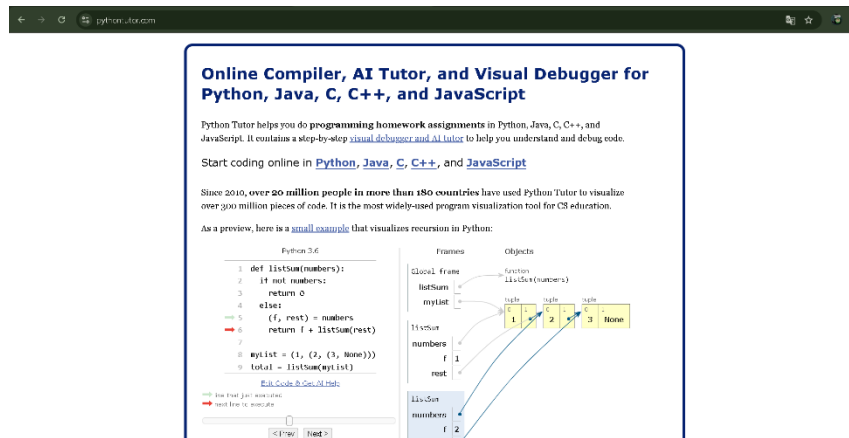 pythontutor.com
Online Compiler, AI Tutor, and Visual Debugger for
Python, Java, C, C++, and JavaScript
Python Tutor helps you do programming homework assignments in Python, Java, C, C++, and
JavaScript. It contains a step-by-step visual debugger and AI tutor to help you understand and debug code.
Start coding online in Python, Java, C, C++, and JavaScript
Since 2010, over 20 million people in more than 180 countries have used Python Tutor to visualize
over 300 million pieces of code. It is the most widely-used program visualization tool for CS education.
As a preview, here is a small example that visualizes recursion in Python:
Python 3.6
1 def listSum(numbers):
2 if not numbers:
3 return 0
4 else:
5 (f, rest) = numbers
6 return f + listSum(rest)
7
8 myList = (1, (2, (3, None)))
9 total = listSum(myList)
Edit Code & Get AI Help
line that just executed
next line to execute
< Prev Next >
Frames Objects
Global frame
listSum
myList
function
listSum(numbers)
tuple tuple tuple
0 1 0 1 0 1
1 2 3 None
listSum
numbers
f 1
rest
listSum
numbers
f 2